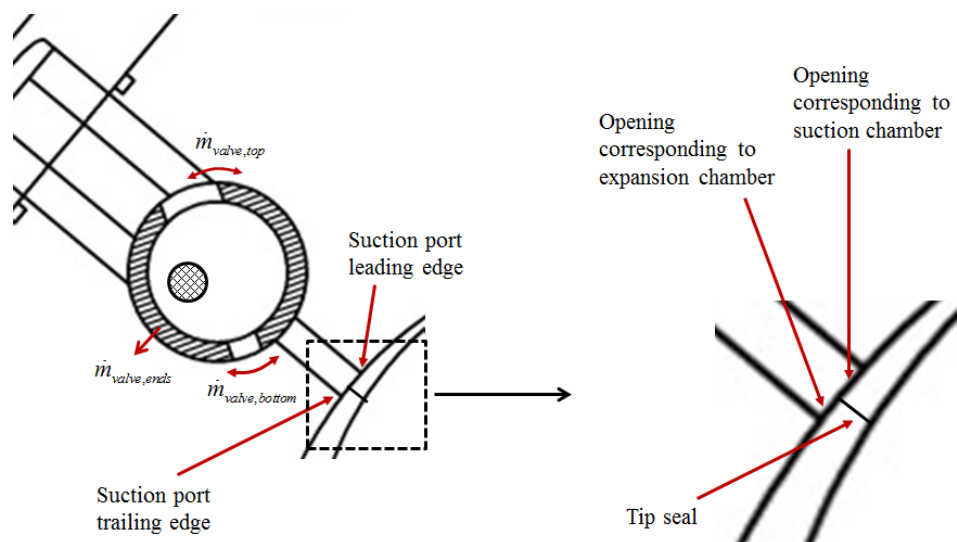 ṁvalve,top
Suction port
leading edge
ṁvalve,ends
ṁvalve,bottom
Suction port
trailing edge
Opening
corresponding to
suction chamber
Opening
corresponding to
expansion chamber
Tip seal